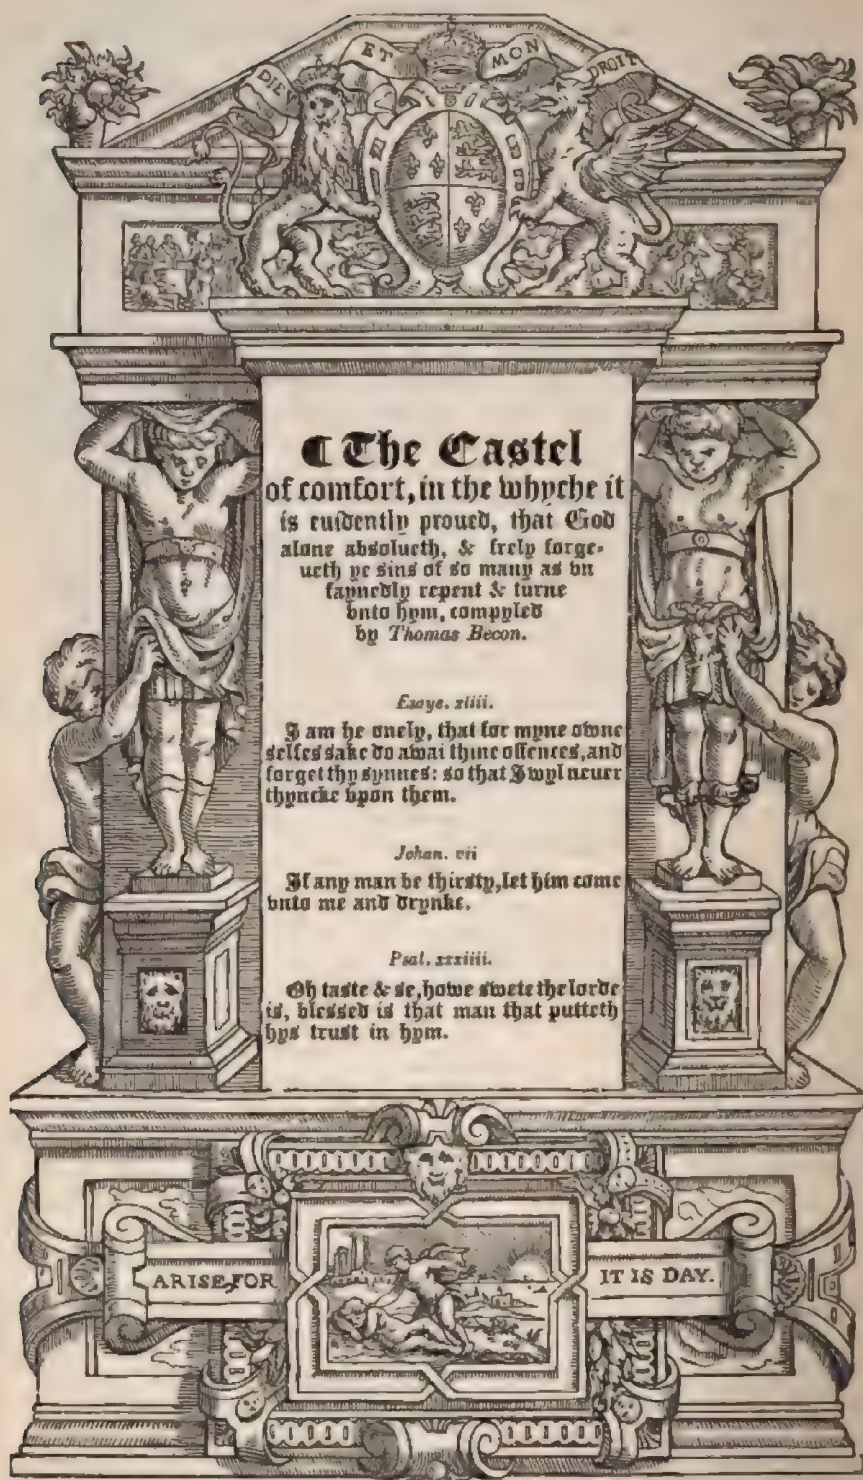 DIE ET MON DROIT
☾ The Castel
of comfort, in the whyche it
is euidently proued, that God
alone absolueth, & frely forge-
ueth ye sins of so many as vn
faynedly repent & turne
vnto hym, compyled
by Thomas Becon.
Esaye. xliii.
I am he onely, that for myne owne
selfes sake do awai thine offences, and
forget thy synnes: so that I wyl neuer
thyncke vpon them.
Johan. vii
If any man be thirsty, let him come
vnto me and drynke.
Psal. xxxiiii.
Oh taste & se, howe swete the lorde
is, blessed is that man that putteth
hys trust in hym.
ARISE, FOR IT IS DAY.